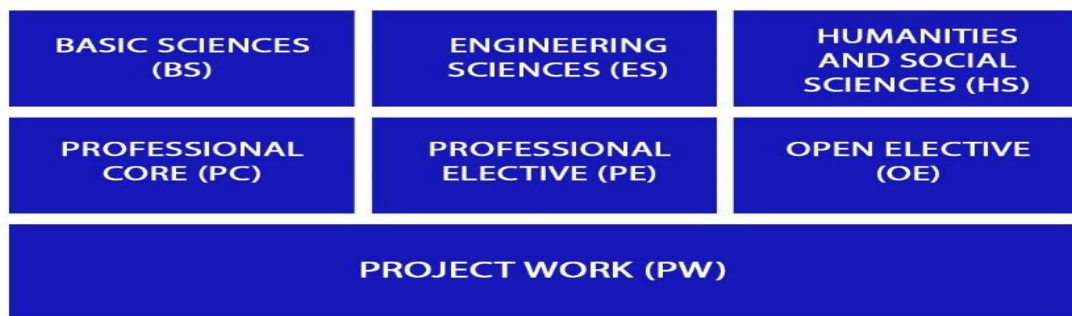 BASIC SCIENCES
(BS)
ENGINEERING
SCIENCES (ES)
HUMANITIES
AND SOCIAL
SCIENCES (HS)
PROFESSIONAL
CORE (PC)
PROFESSIONAL
ELECTIVE (PE)
OPEN ELECTIVE
(OE)
PROJECT WORK (PW)